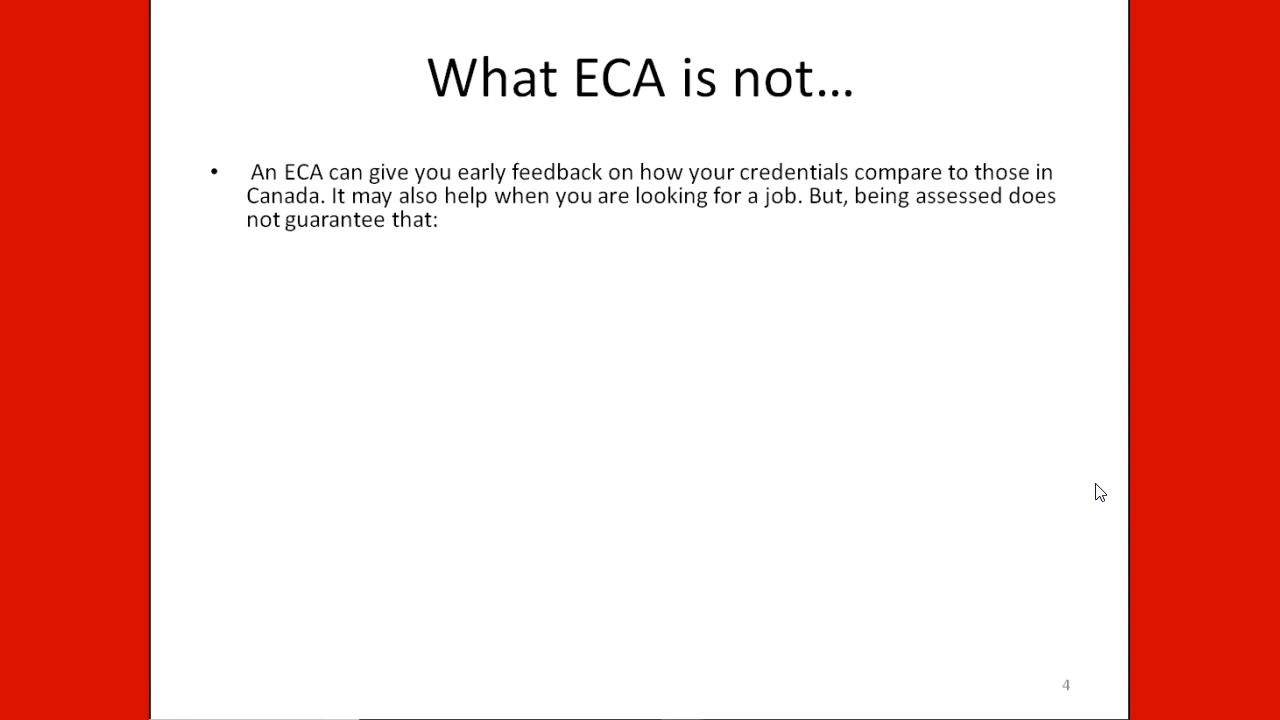 What ECA is not...
• An ECA can give you early feedback on how your credentials compare to those in
Canada. It may also help when you are looking for a job. But, being assessed does
not guarantee that:
4